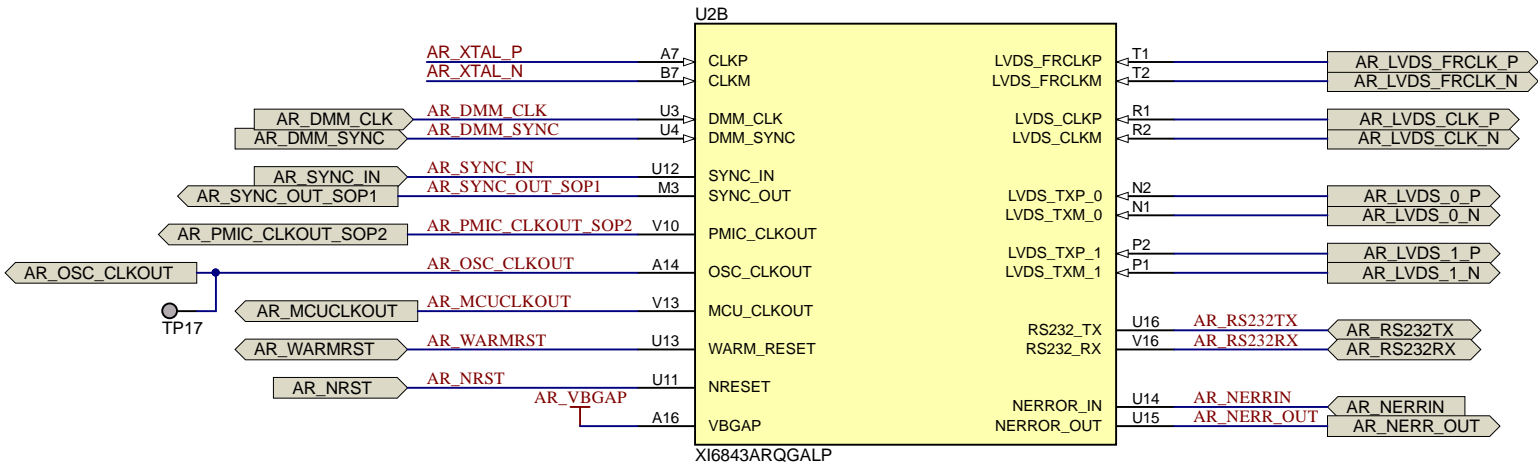 U2B
AR_XTAL_P A7 CLKP LVDS_FRCLKP T1 AR_LVDS_FRCLK_P
AR_XTAL_N B7 CLKM LVDS_FRCLKM T2 AR_LVDS_FRCLK_N
AR_DMM_CLK AR_DMM_CLK U3 DMM_CLK LVDS_CLKP R1 AR_LVDS_CLK_P
AR_DMM_SYNC AR_DMM_SYNC U4 DMM_SYNC LVDS_CLKM R2 AR_LVDS_CLK_N
AR_SYNC_IN AR_SYNC_IN U12 SYNC_IN
AR_SYNC_OUT_SOP1 AR_SYNC_OUT_SOP1 M3 SYNC_OUT LVDS_TXP_0 N2 AR_LVDS_0_P
LVDS_TXM_0 N1 AR_LVDS_0_N
AR_PMIC_CLKOUT_SOP2 AR_PMIC_CLKOUT_SOP2 V10 PMIC_CLKOUT
LVDS_TXP_1 P2 AR_LVDS_1_P
AR_OSC_CLKOUT AR_OSC_CLKOUT A14 OSC_CLKOUT LVDS_TXM_1 P1 AR_LVDS_1_N
AR_MCUCLKOUT AR_MCUCLKOUT V13 MCU_CLKOUT
TP17
RS232_TX U16 AR_RS232TX AR_RS232TX
AR_WARMRST AR_WARMRST U13 WARM_RESET RS232_RX V16 AR_RS232RX AR_RS232RX
AR_NRST AR_NRST U11 NRESET
AR_VBGAP
NERROR_IN U14 AR_NERRIN AR_NERRIN
A16 VBGAP NERROR_OUT U15 AR_NERR_OUT AR_NERR_OUT
XI6843ARQGALP